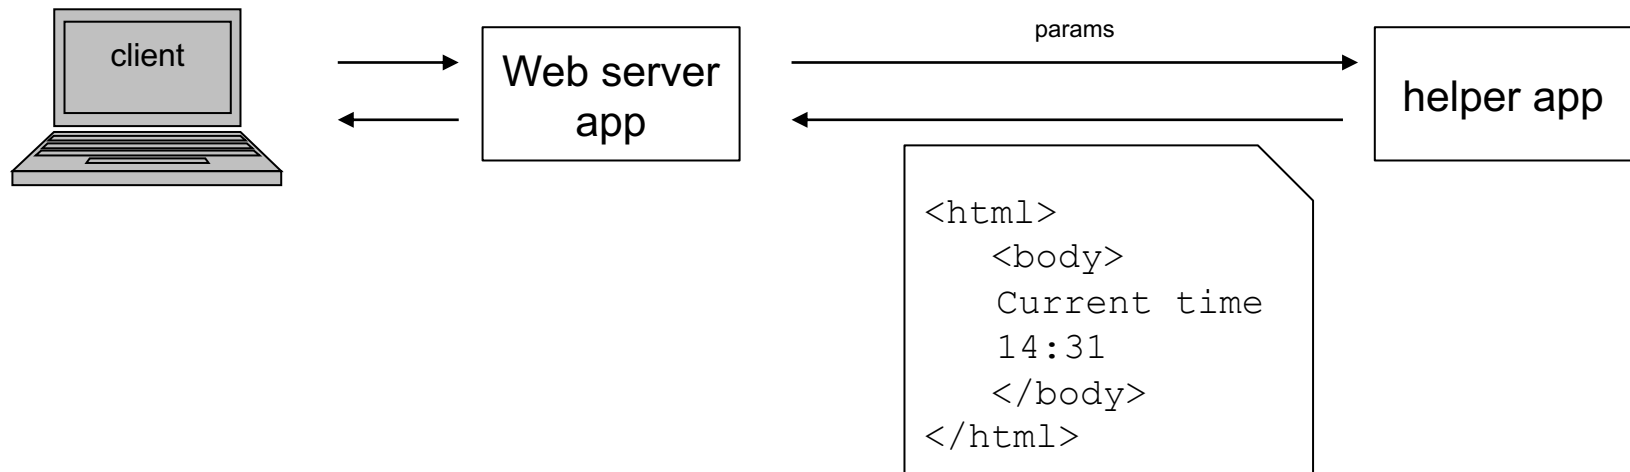 client
Web server
app
params
helper app
<html>
<body>
Current time
14:31
</body>
</html>